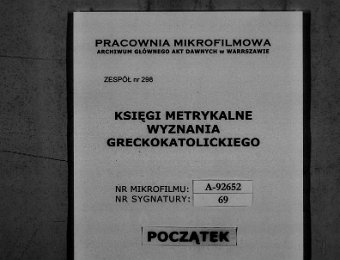 PRACOWNIA MIKROFILMOWA
ARCHIWUM GŁÓWNEGO AKT DAWNYCH W WARSZAWIE
ZESPÓŁ nr 298
KSIĘGI METRYKALNE
WYZNANIA
GRECKOKATOLICKIEGO
NR MIKROFILMU: A-92652
NR SYGNATURY: 69
POCZĄTEK